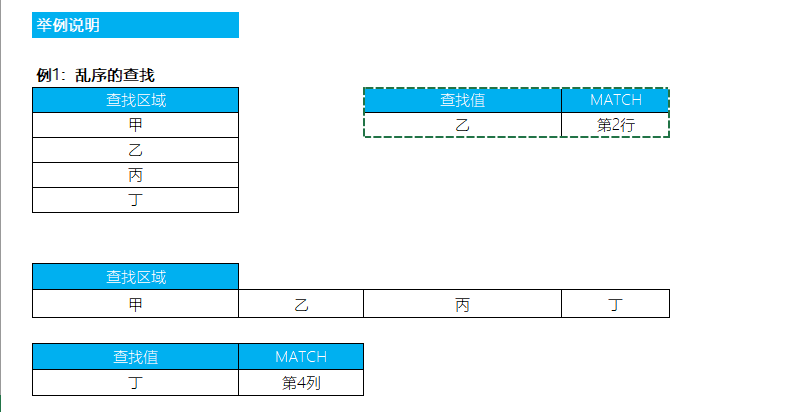 举例说明
例1：乱序的查找
查找区域 查找值 MATCH
甲 乙 第2行
乙
丙
丁
查找区域
甲 乙 丙 丁
查找值 MATCH
丁 第4列